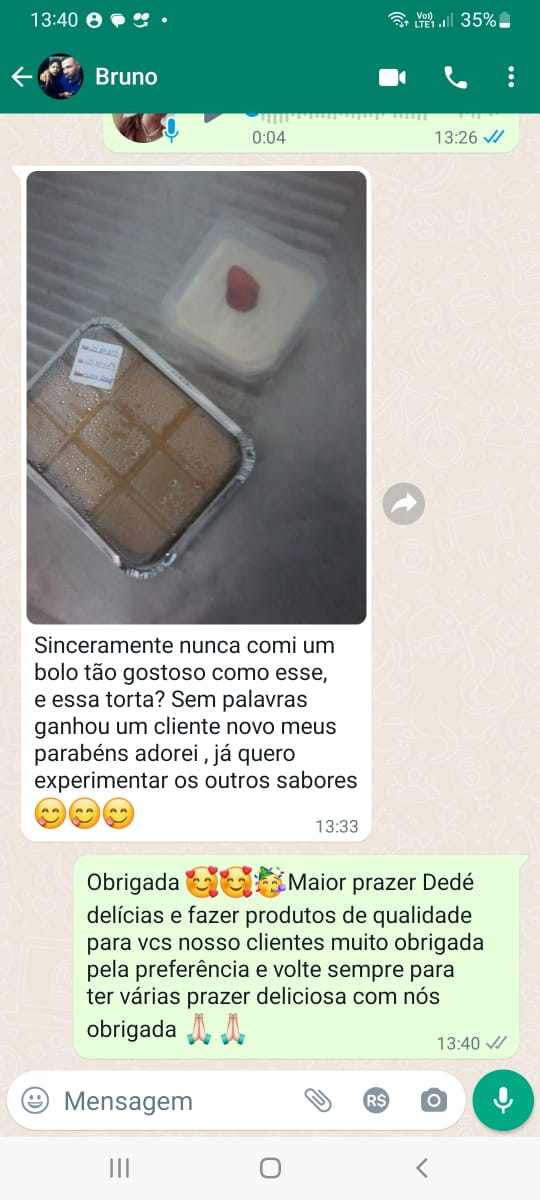 13:40
Vo)) LTE1 35%
Bruno
0:04 13:26
Sinceramente nunca comi um
bolo tão gostoso como esse,
e essa torta? Sem palavras
ganhou um cliente novo meus
parabéns adorei , já quero
experimentar os outros sabores
😋😋😋
13:33
Obrigada 🥰🥰🥳Maior prazer Dedé
delícias e fazer produtos de qualidade
para vcs nosso clientes muito obrigada
pela preferência e volte sempre para
ter várias prazer deliciosa com nós
obrigada 🙏🏻 🙏🏻
13:40
Mensagem R$